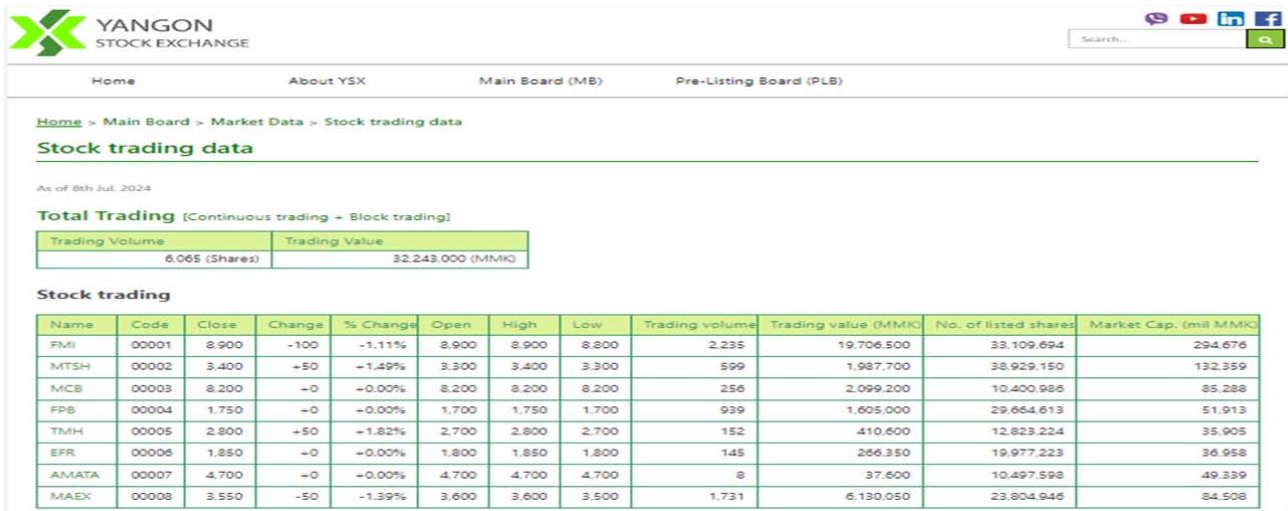 YANGON
STOCK EXCHANGE
Search...
Home About YSX Main Board (MB) Pre-Listing Board (PLB)
Home > Main Board > Market Data > Stock trading data
Stock trading data
As of 8th Jul, 2024
Total Trading [Continuous trading + Block trading]
Trading Volume Trading Value
6,065 (Shares) 32,243,000 (MMK)
Stock trading
Name Code Close Change % Change Open High Low Trading volume Trading value (MMK) No. of listed shares Market Cap. (mil MMK)
FMI 00001 8,900 -100 -1.11% 8,900 8,900 8,800 2,235 19,706,500 33,109,694 294,676
MTSH 00002 3,400 +50 +1.49% 3,300 3,400 3,300 599 1,987,700 38,929,150 132,359
MCB 00003 8,200 +0 +0.00% 8,200 8,200 8,200 256 2,099,200 10,400,986 85,288
FPB 00004 1,750 +0 +0.00% 1,700 1,750 1,700 939 1,605,000 29,664,613 51,913
TMH 00005 2,800 +50 +1.82% 2,700 2,800 2,700 152 410,600 12,823,224 35,905
EFR 00006 1,850 +0 +0.00% 1,800 1,850 1,800 145 266,350 19,977,223 36,958
AMATA 00007 4,700 +0 +0.00% 4,700 4,700 4,700 8 37,600 10,497,598 49,339
MAEX 00008 3,550 -50 -1.39% 3,600 3,600 3,500 1,731 6,130,050 23,804,946 84,508